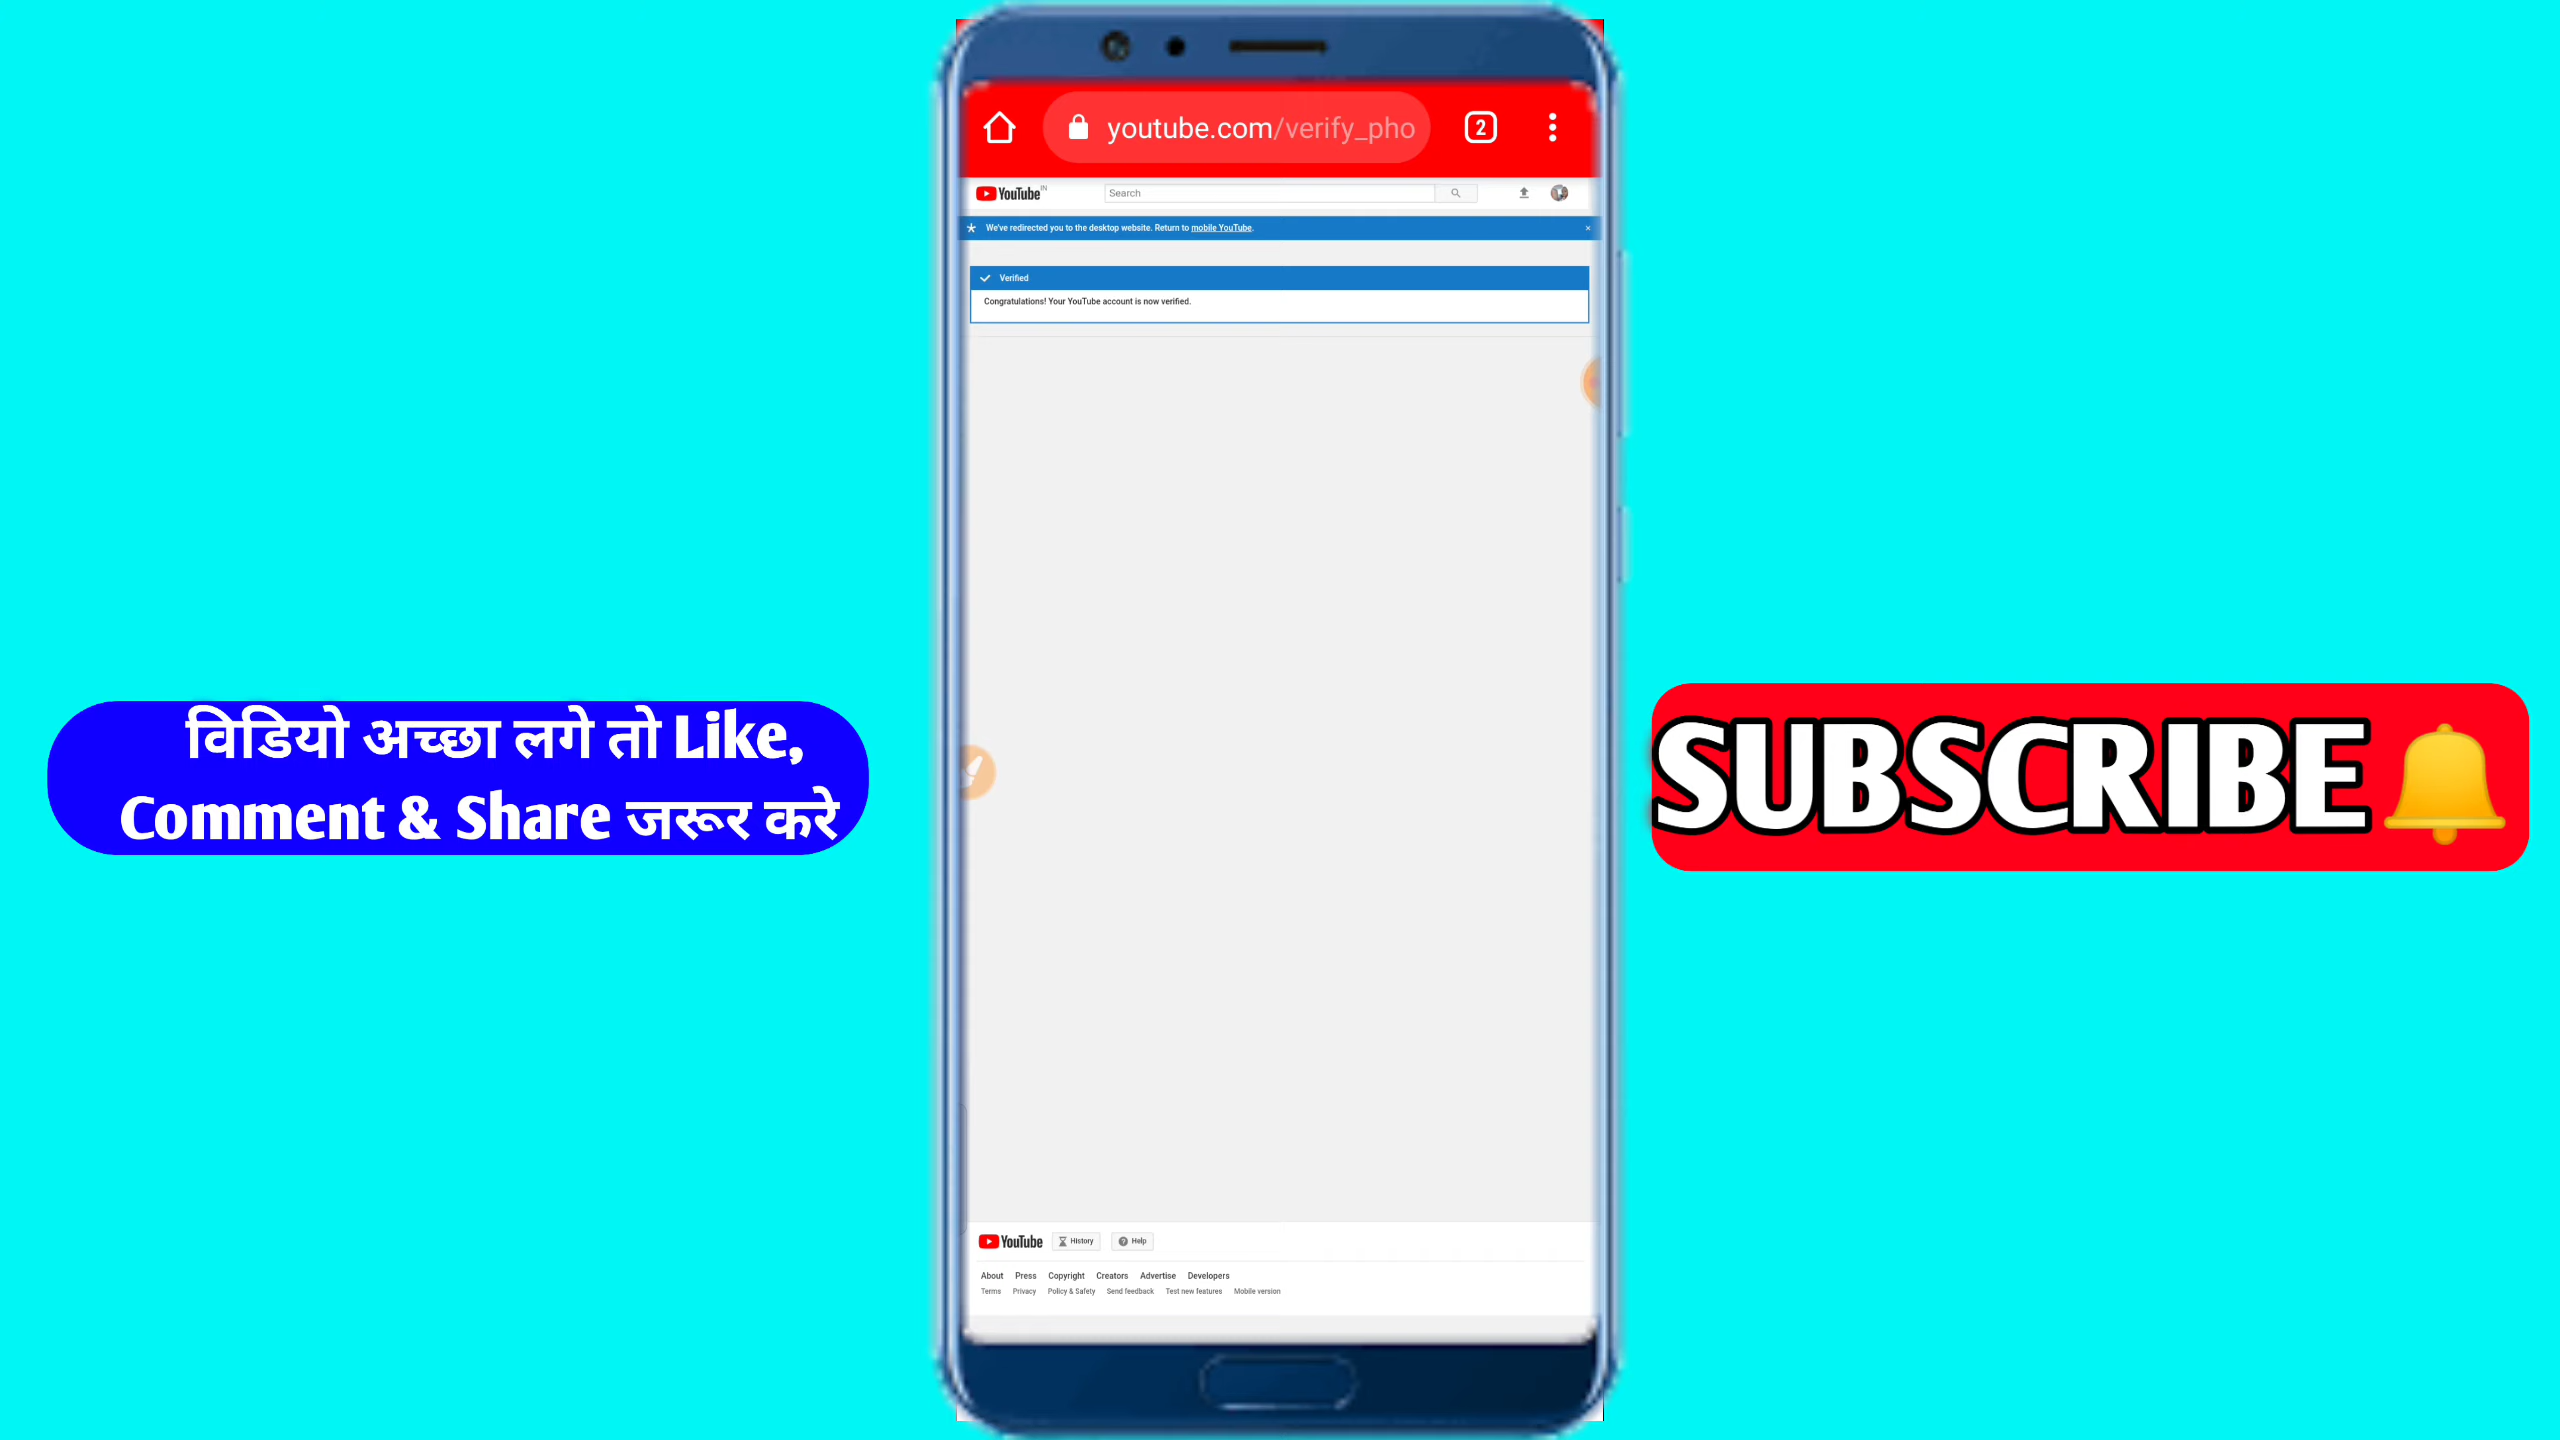 youtube.com/verify_pho
2
YouTube IN
Search
We've redirected you to the desktop website. Return to mobile YouTube.
Verified
Congratulations! Your YouTube account is now verified.
विडियो अच्छा लगे तो Like,
Comment & Share जरूर करे
SUBSCRIBE
YouTube History Help
About Press Copyright Creators Advertise Developers
Terms Privacy Policy & Safety Send feedback Test new features Mobile version